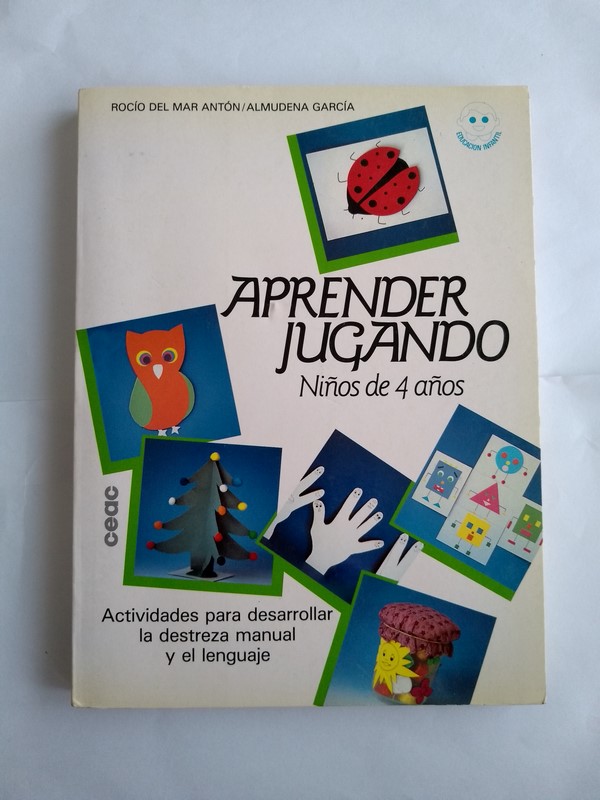 ROCÍO DEL MAR ANTÓN/ALMUDENA GARCÍA
EDUCACION INFANTIL
APRENDER
JUGANDO
Niños de 4 años
ceac
Actividades para desarrollar
la destreza manual
y el lenguaje